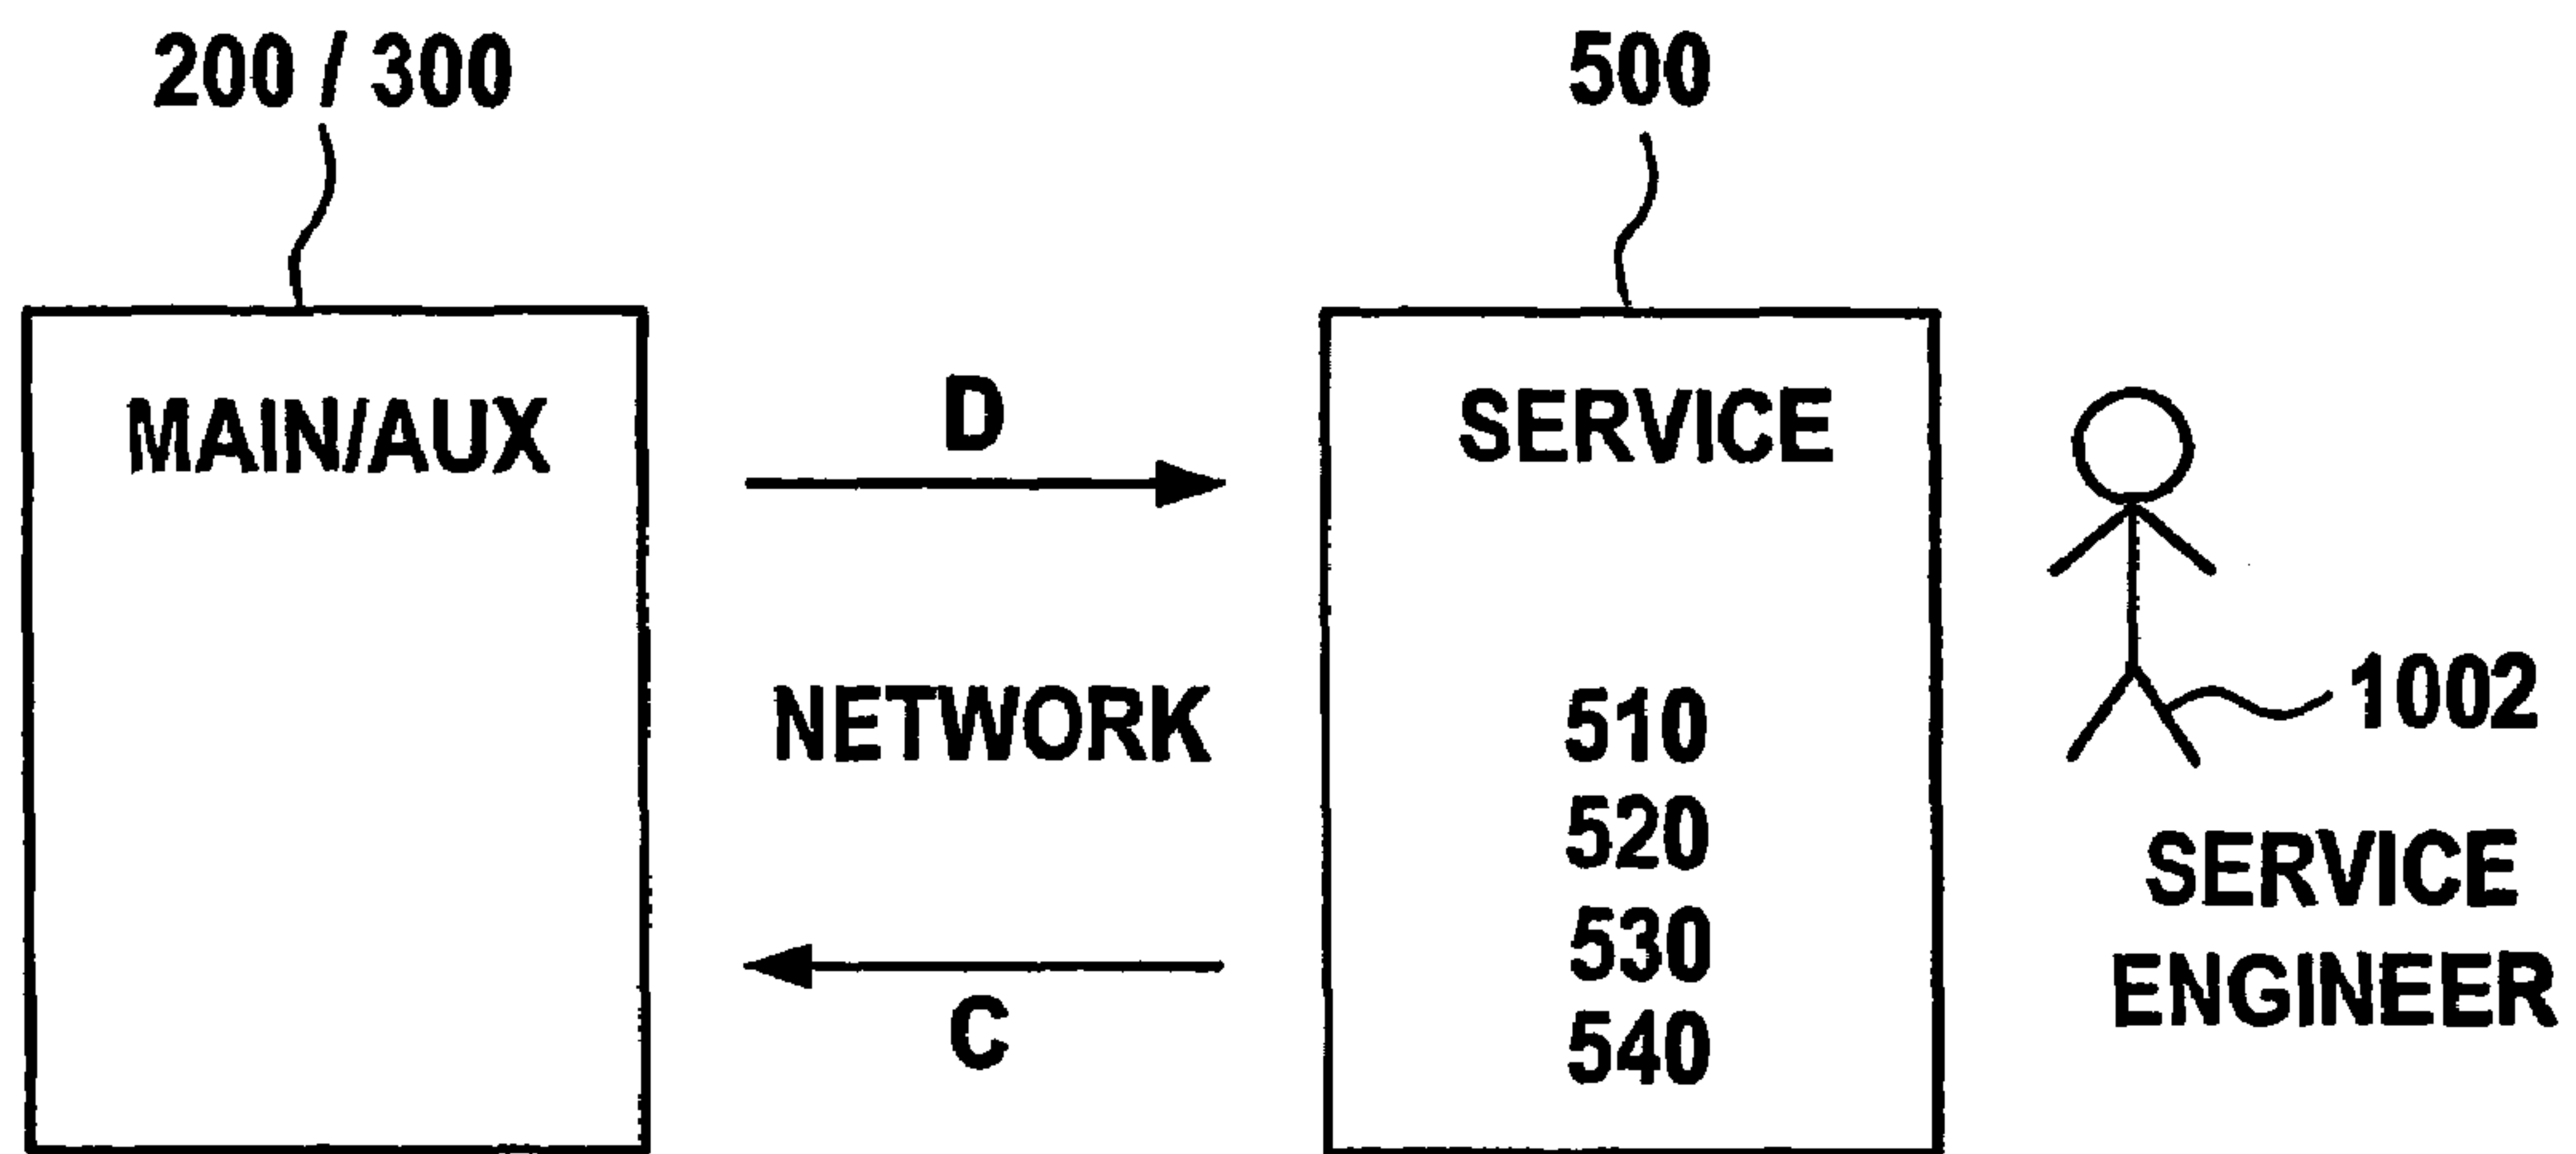 200 / 300
500
MAIN/AUX
D
SERVICE
NETWORK
510
520
530
540
C
1002
SERVICE
ENGINEER